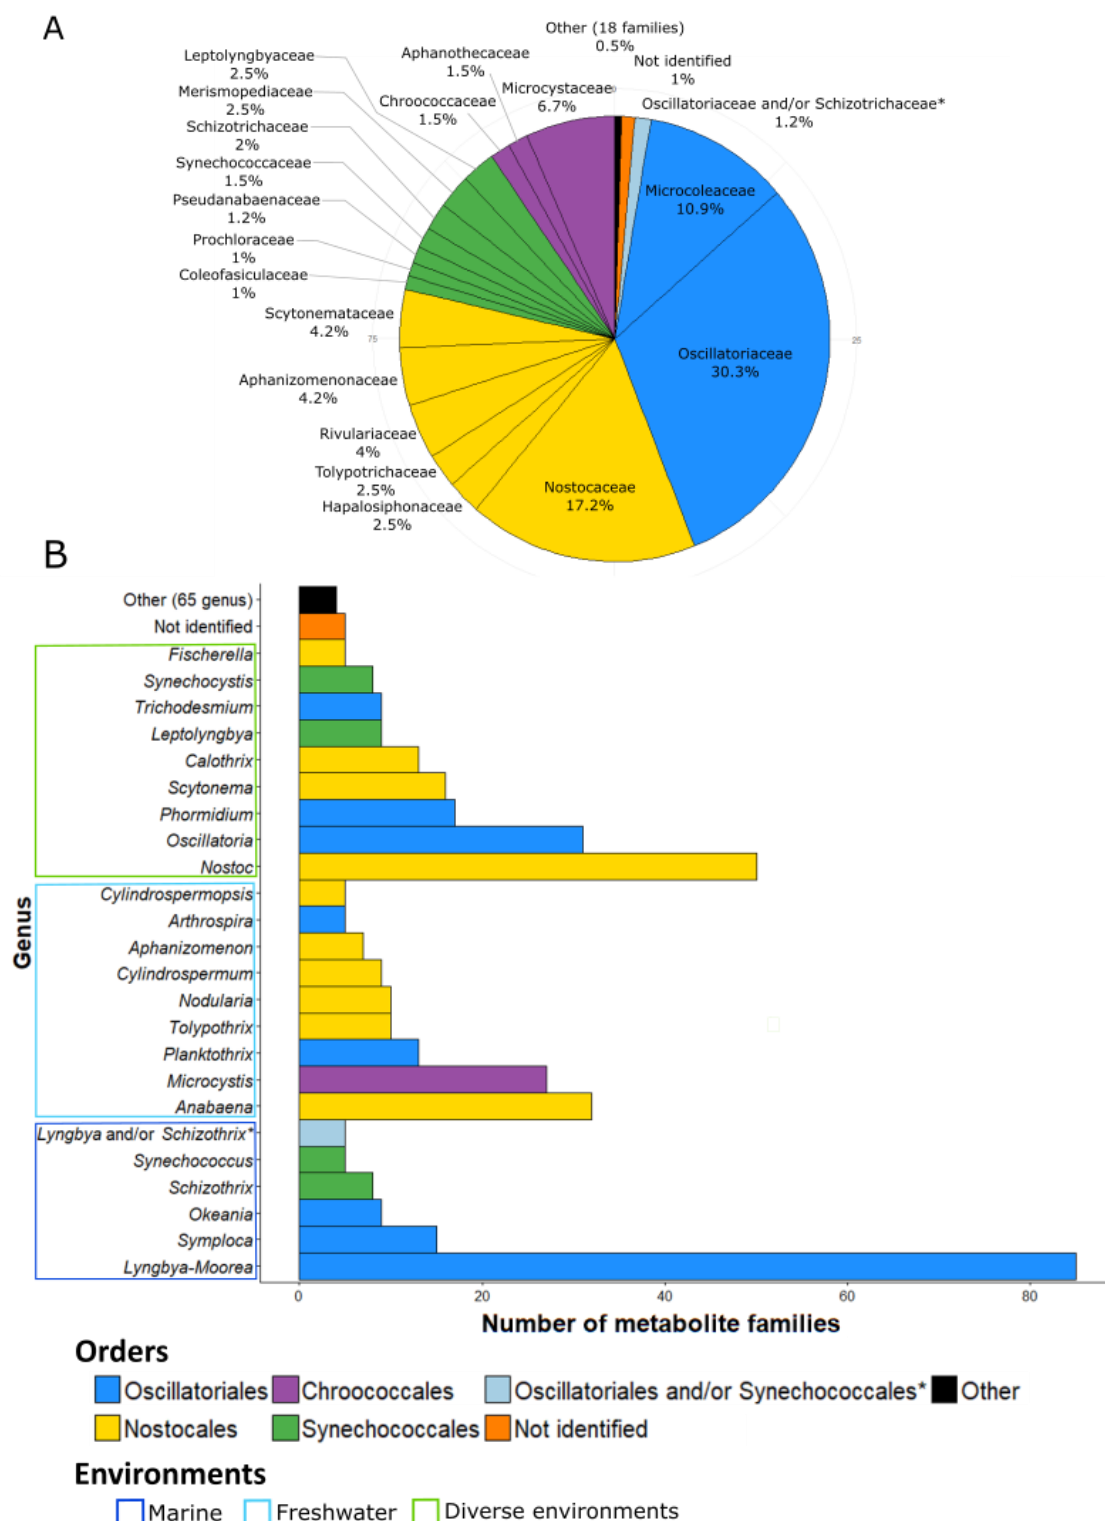 A
Other (18 families)
0.5%
Not identified
1%
Oscillatoriaceae and/or Schizotrichaceae*
1.2%
Leptolyngbyaceae
2.5%
Aphanothecaceae
1.5%
Merismopediaceae
2.5%
Chroococcaceae
1.5%
Microcystaceae
6.7%
0
Schizotrichaceae
2%
Synechococcaceae
1.5%
Pseudanabaenaceae
1.2%
Prochloraceae
1%
Coleofasiculaceae
1%
Scytonemataceae
4.2%
75
Aphanizomenonaceae
4.2%
Rivulariaceae
4%
Tolypotrichaceae
2.5%
Hapalosiphonaceae
2.5%
Microcoleaceae
10.9%
25
Oscillatoriaceae
30.3%
Nostocaceae
17.2%
B
Genus
Other (65 genus)
Not identified
Fischerella
Synechocystis
Trichodesmium
Leptolyngbya
Calothrix
Scytonema
Phormidium
Oscillatoria
Nostoc
Cylindrospermopsis
Arthrospira
Aphanizomenon
Cylindrospermum
Nodularia
Tolypothrix
Planktothrix
Microcystis
Anabaena
Lyngbya and/or Schizothrix*
Synechococcus
Schizothrix
Okeania
Symploca
Lyngbya-Moorea
0 20 40 60 80
Number of metabolite families
Orders
Oscillatoriales Chroococcales Oscillatoriales and/or Synechococcales* Other
Nostocales Synechococcales Not identified
Environments
Marine Freshwater Diverse environments